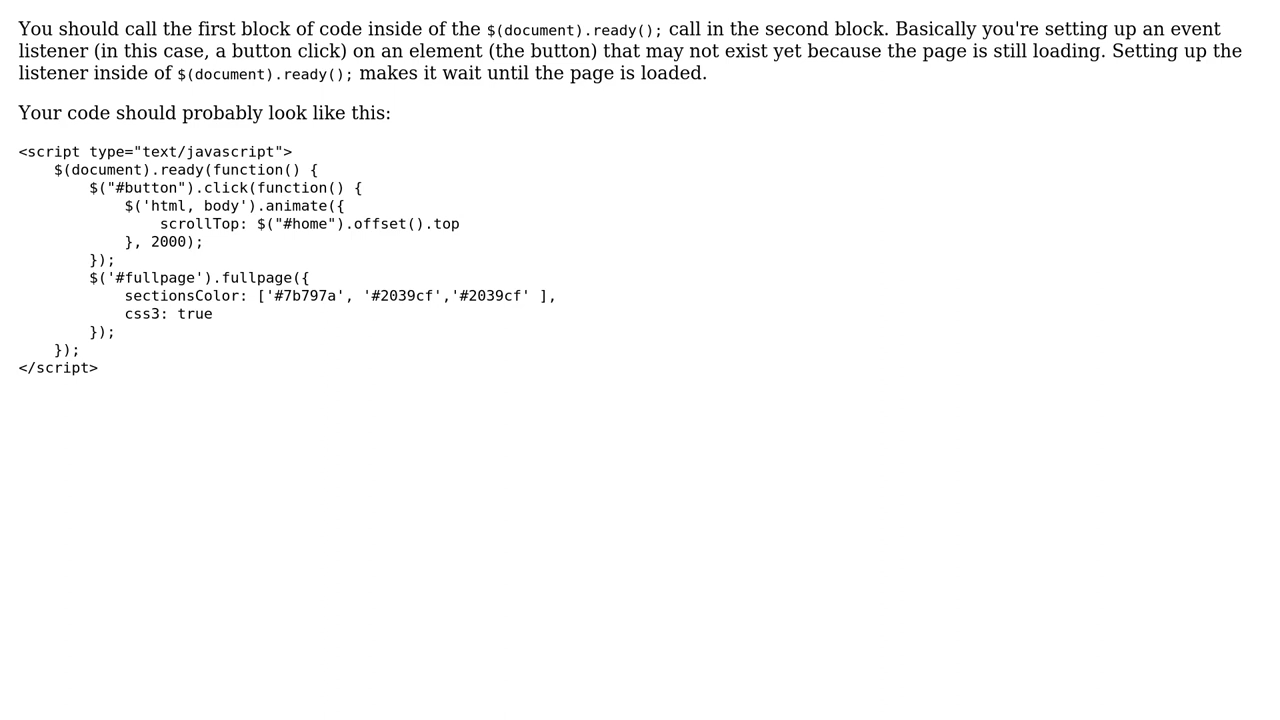 You should call the first block of code inside of the $(document).ready(); call in the second block. Basically you're setting up an event
listener (in this case, a button click) on an element (the button) that may not exist yet because the page is still loading. Setting up the
listener inside of $(document).ready(); makes it wait until the page is loaded.
Your code should probably look like this:
<script type="text/javascript">
    $(document).ready(function() {
        $("#button").click(function() {
            $('html, body').animate({
                scrollTop: $("#home").offset().top
            }, 2000);
        });
        $('#fullpage').fullpage({
            sectionsColor: ['#7b797a', '#2039cf','#2039cf' ],
            css3: true
        });
    });
</script>